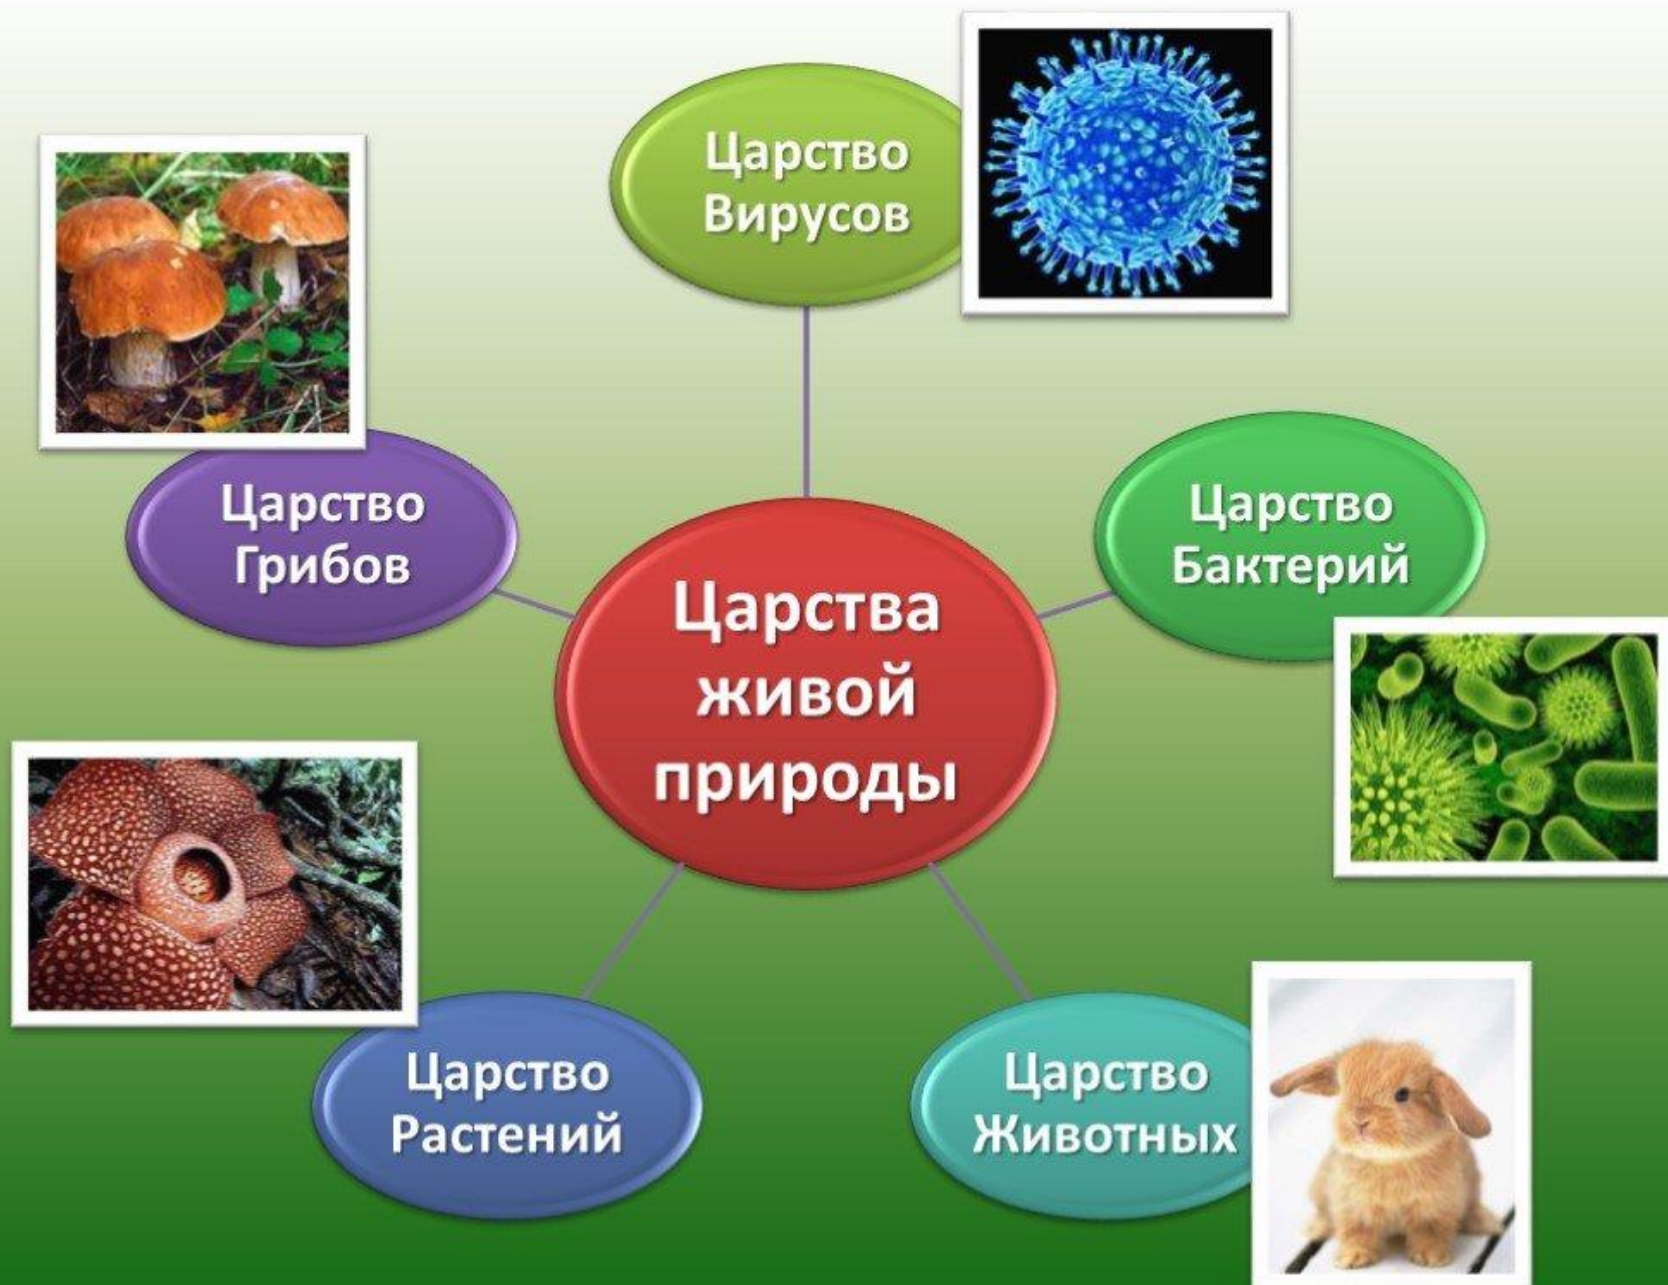 Царство
Вирусов
Царство
Грибов
Царство
Бактерий
Царства
живой
природы
Царство
Растений
Царство
Животных